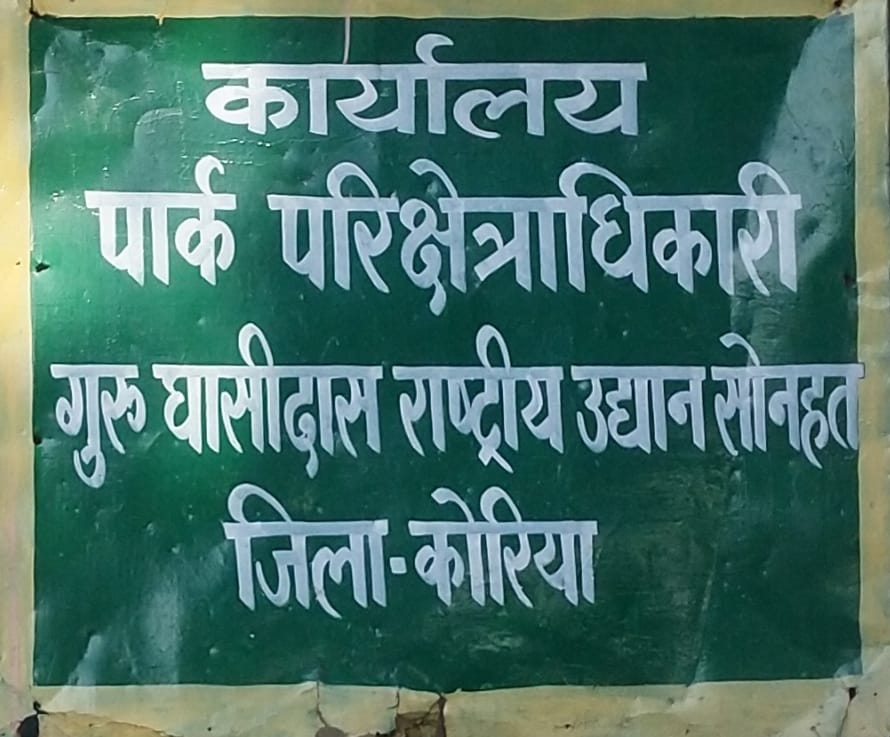 कार्यालय
पार्क परिक्षेत्राधिकारी
गुरू घासीदास राष्ट्रीय उद्यान सोनहत
जिला-कोरिया